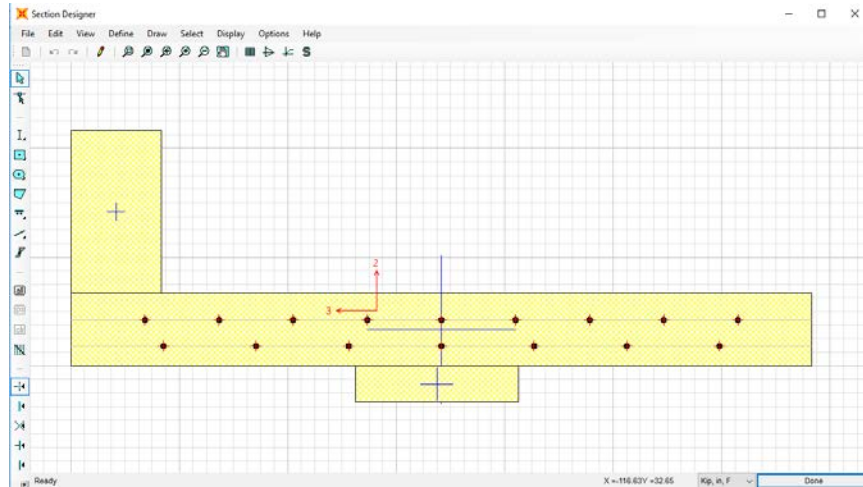 Section Designer
File Edit View Define Draw Select Display Options Help
2
3
Ready
X =-116.63Y =32.65
Kip, in, F
Done